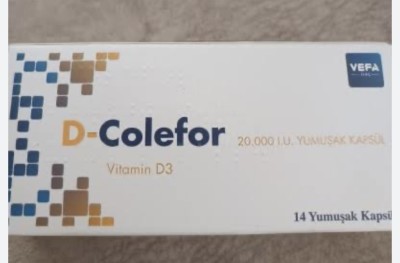 VEFA
D-Colefor
20.000 I.U. YUMUŞAK KAPSÜL
Vitamin D3
14 Yumuşak Kapsül